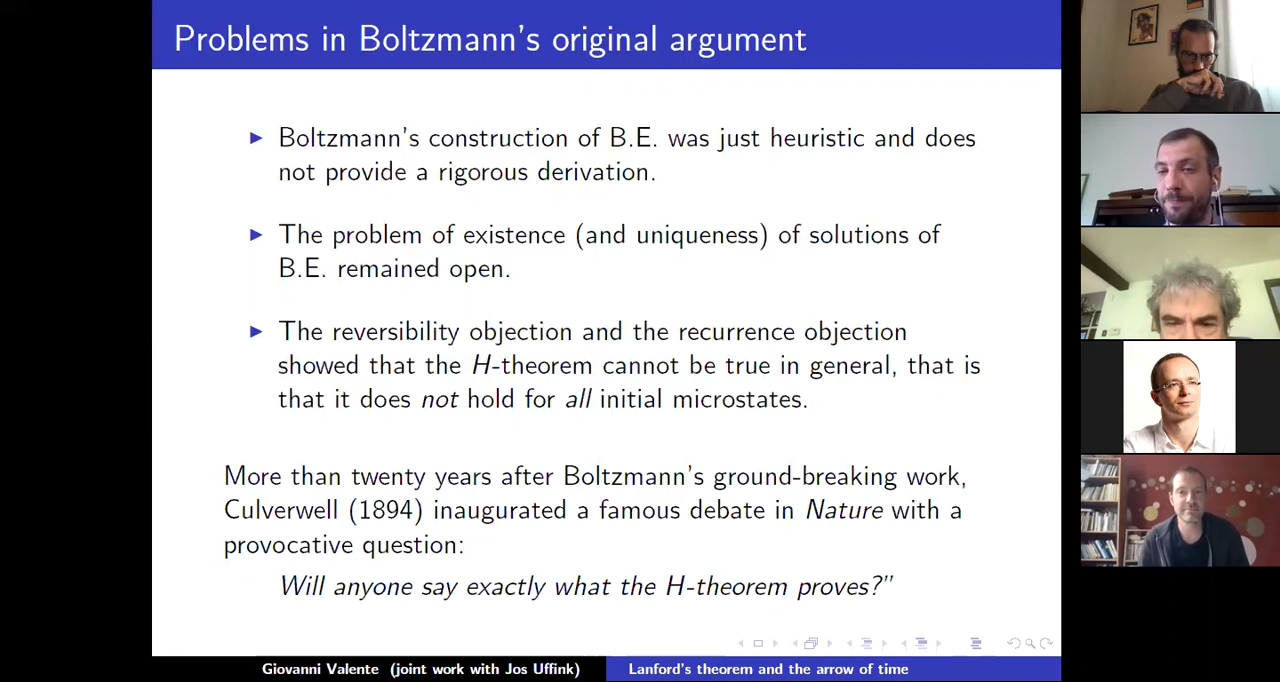 Problems in Boltzmann's original argument
Boltzmann's construction of B.E. was just heuristic and does
not provide a rigorous derivation.
The problem of existence (and uniqueness) of solutions of
B.E. remained open.
The reversibility objection and the recurrence objection
showed that the H-theorem cannot be true in general, that is
that it does not hold for all initial microstates.
More than twenty years after Boltzmann's ground-breaking work,
Culverwell (1894) inaugurated a famous debate in Nature with a
provocative question:
Will anyone say exactly what the H-theorem proves?”
Giovanni Valente (joint work with Jos Uffink)
Lanford's theorem and the arrow of time